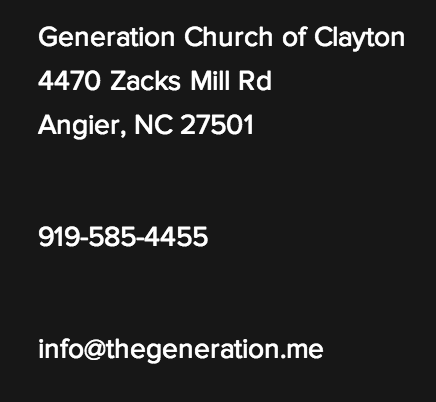 Generation Church of Clayton
4470 Zacks Mill Rd
Angier, NC 27501
919-585-4455
info@thegeneration.me